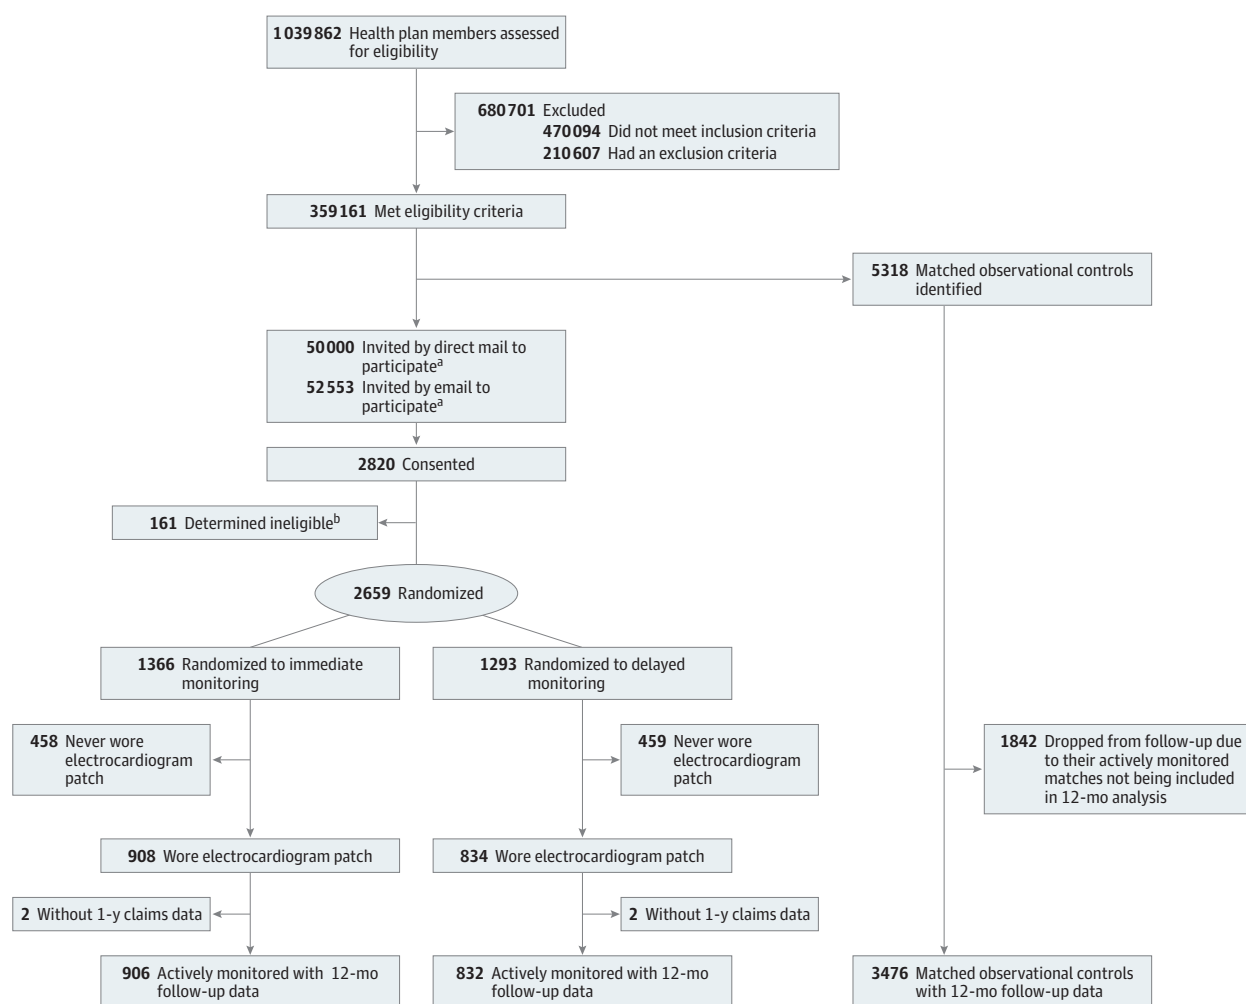 1039862 Health plan members assessed
for eligibility
680701 Excluded
470094 Did not meet inclusion criteria
210607 Had an exclusion criteria
359161 Met eligibility criteria
5318 Matched observational controls
identified
50000 Invited by direct mail to
participateᵃ
52553 Invited by email to
participateᵃ
2820 Consented
161 Determined ineligibleᵇ
2659 Randomized
1366 Randomized to immediate
monitoring
1293 Randomized to delayed
monitoring
458 Never wore
electrocardiogram
patch
459 Never wore
electrocardiogram
patch
1842 Dropped from follow-up due
to their actively monitored
matches not being included
in 12-mo analysis
908 Wore electrocardiogram patch
834 Wore electrocardiogram patch
2 Without 1-y claims data
2 Without 1-y claims data
906 Actively monitored with 12-mo
follow-up data
832 Actively monitored with 12-mo
follow-up data
3476 Matched observational controls
with 12-mo follow-up data